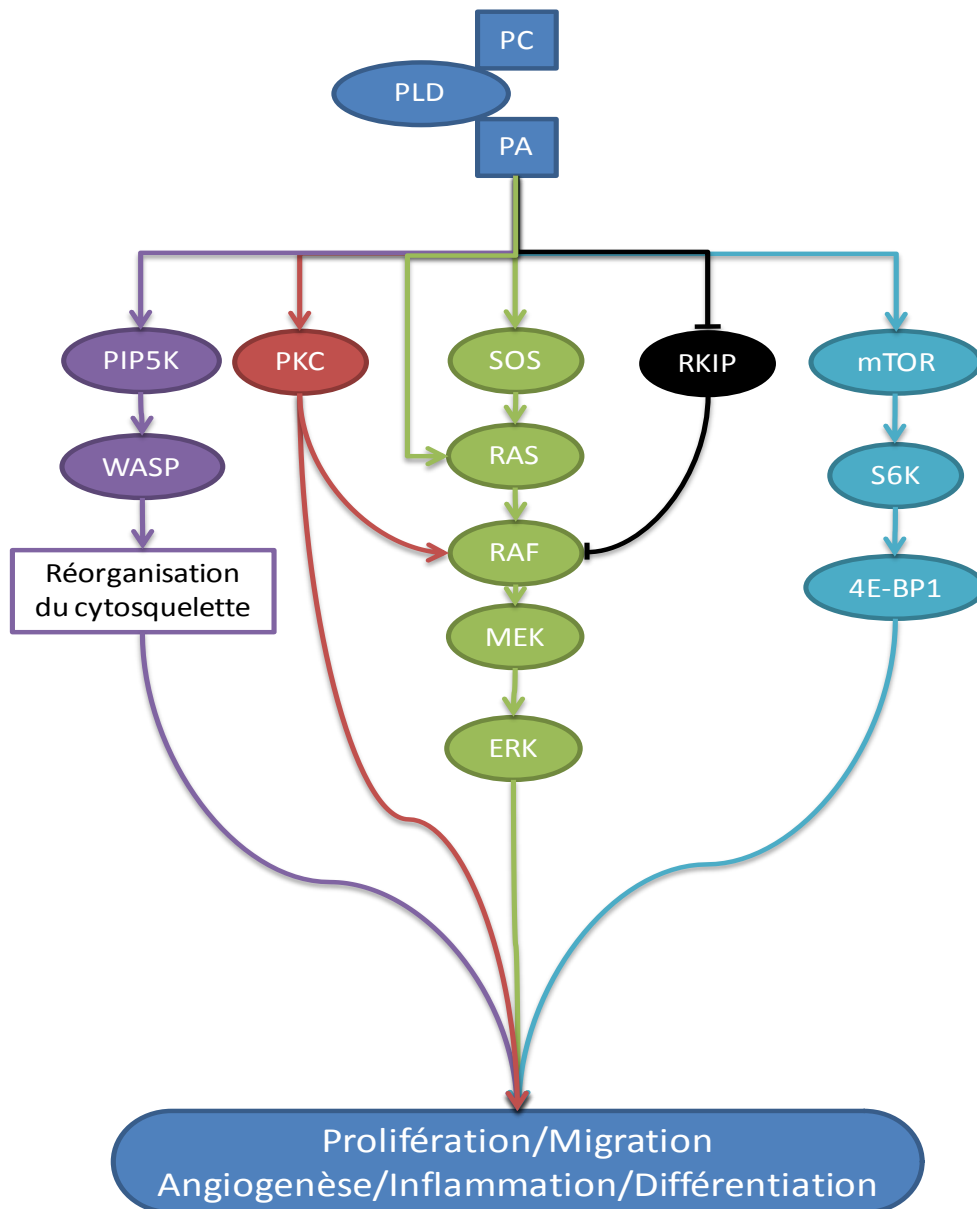 PC
PLD
PA
PIP5K
PKC
SOS
RKIP
mTOR
WASP
RAS
S6K
RAF
Réorganisation
du cytosquelette
4E-BP1
MEK
ERK
Prolifération/Migration
Angiogenèse/Inflammation/Différentiation